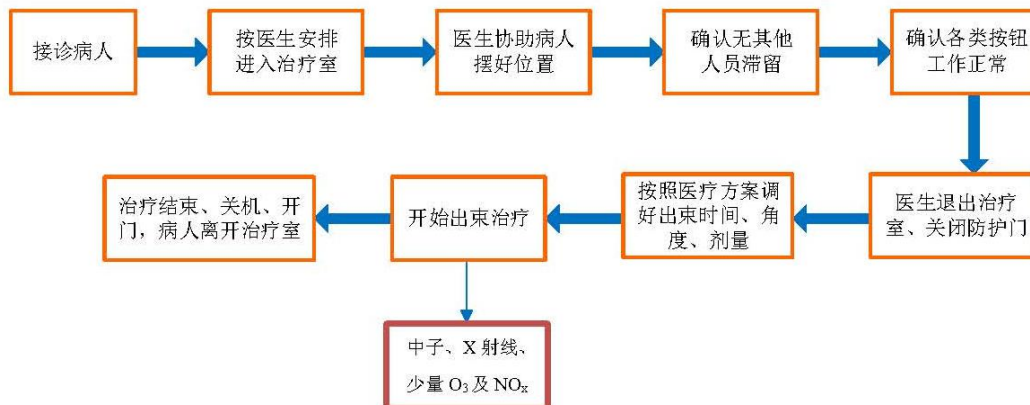 接诊病人
按医生安排
进入治疗室
医生协助病人
摆好位置
确认无其他
人员滞留
确认各类按钮
工作正常
医生退出治疗
室、关闭防护门
按照医疗方案调
好出束时间、角
度、剂量
开始出束治疗
治疗结束、关机、开
门，病人离开治疗室
中子、X 射线、
少量 O₃及 NOₓ